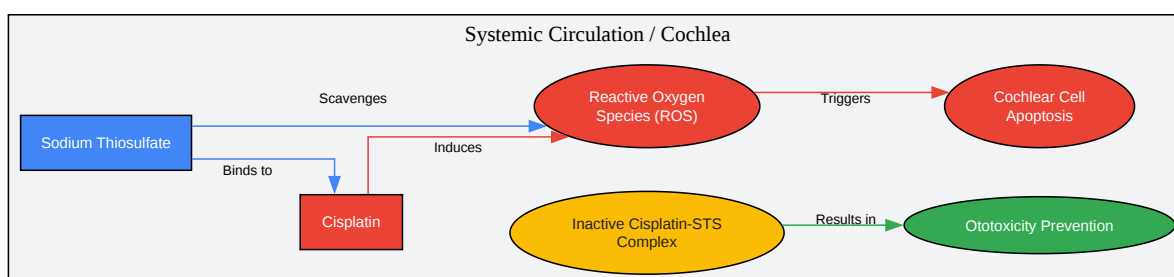 Systemic Circulation / Cochlea
Scavenges
Reactive Oxygen
Species (ROS)
Triggers
Cochlear Cell
Apoptosis
Sodium Thiosulfate
Induces
Binds to
Cisplatin
Inactive Cisplatin-STS
Complex
Results in
Ototoxicity Prevention